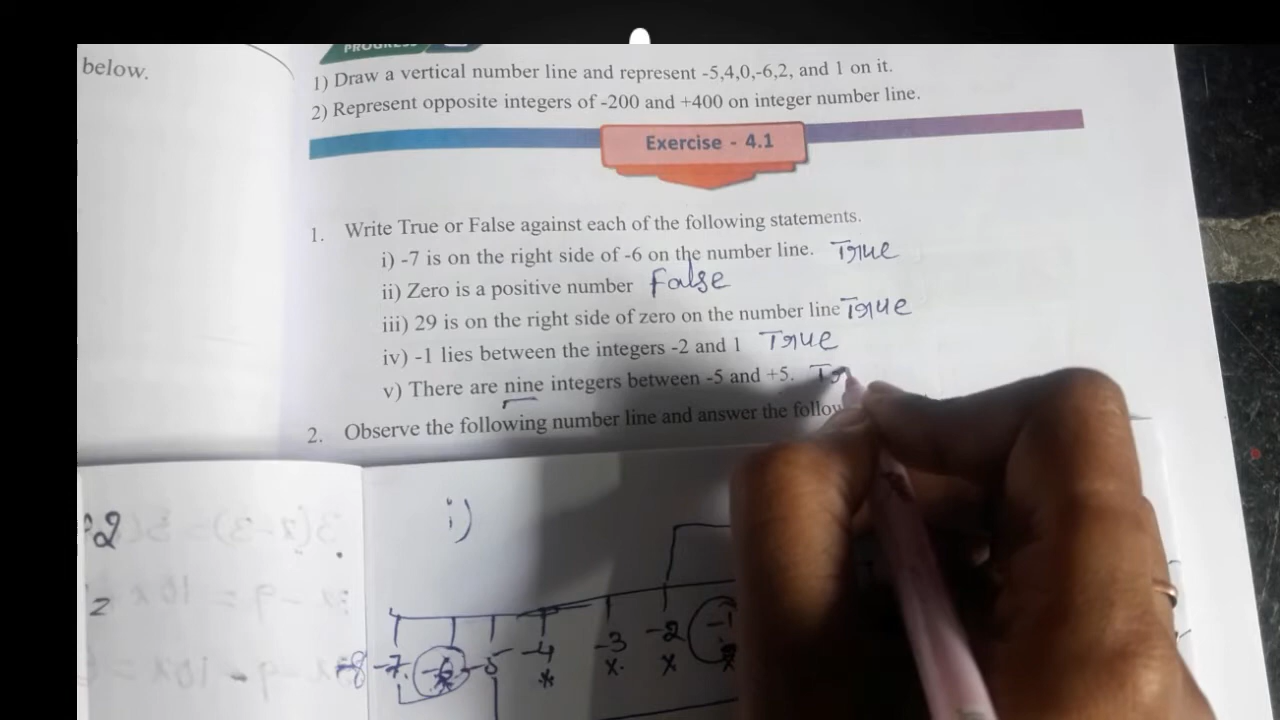 below.
PROGRESS
1) Draw a vertical number line and represent -5,4,0,-6,2, and 1 on it.
2) Represent opposite integers of -200 and +400 on integer number line.
Exercise - 4.1
1. Write True or False against each of the following statements.
i) -7 is on the right side of -6 on the number line. True
ii) Zero is a positive number False
iii) 29 is on the right side of zero on the number line True
iv) -1 lies between the integers -2 and 1 True
v) There are nine integers between -5 and +5. Tr
2. Observe the following number line and answer the follow
i)
-8 -7 -6 -5 -4 -3 -2 -1